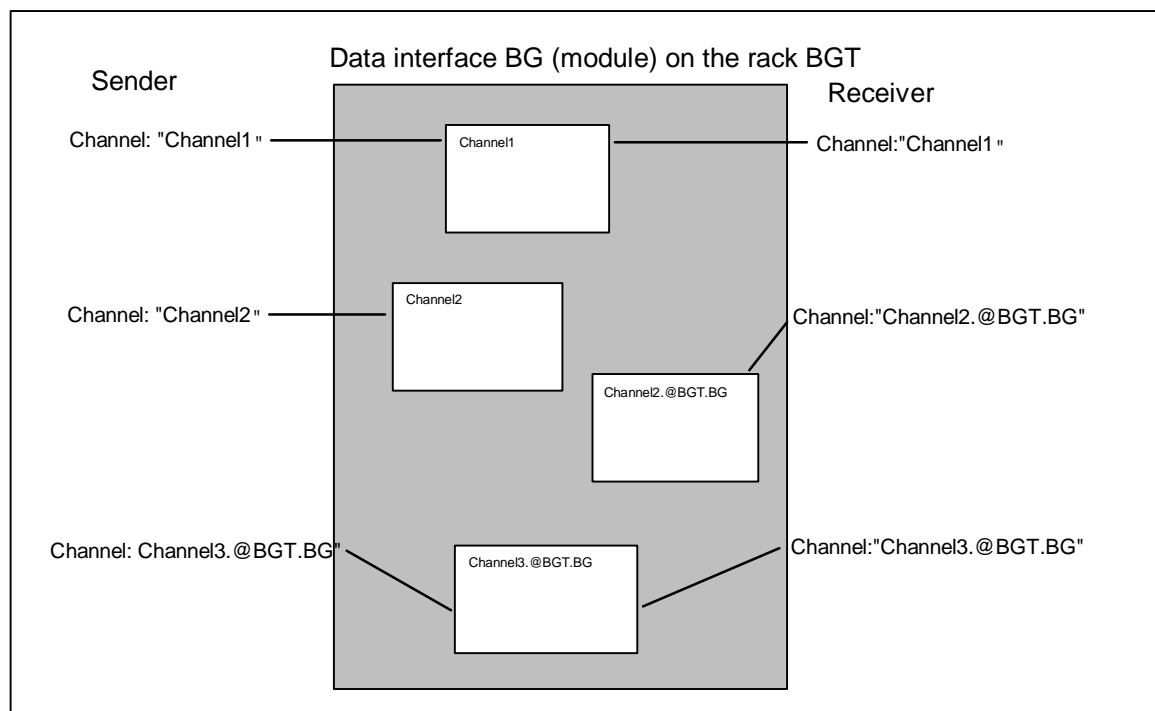 Data interface BG (module) on the rack BGT
Sender
Receiver
Channel: "Channel1"
Channel1
Channel:"Channel1"
Channel: "Channel2"
Channel2
Channel:"Channel2.@BGT.BG"
Channel2.@BGT.BG
Channel: Channel3.@BGT.BG"
Channel3.@BGT.BG
Channel:"Channel3.@BGT.BG"